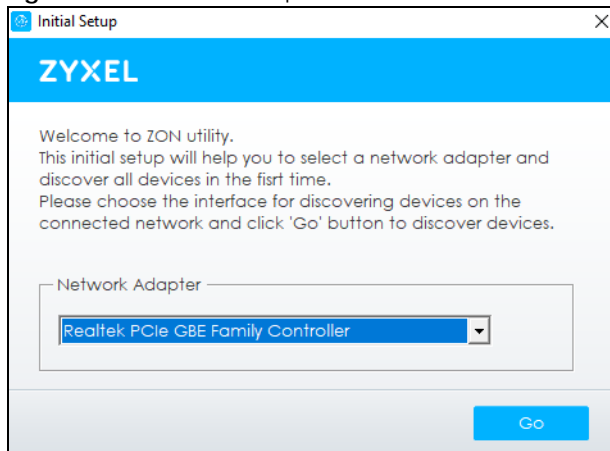 Initial Setup
ZYXEL
Welcome to ZON utility.
This initial setup will help you to select a network adapter and
discover all devices in the fisrt time.
Please choose the interface for discovering devices on the
connected network and click 'Go' button to discover devices.
Network Adapter
Realtek PCIe GBE Family Controller
Go